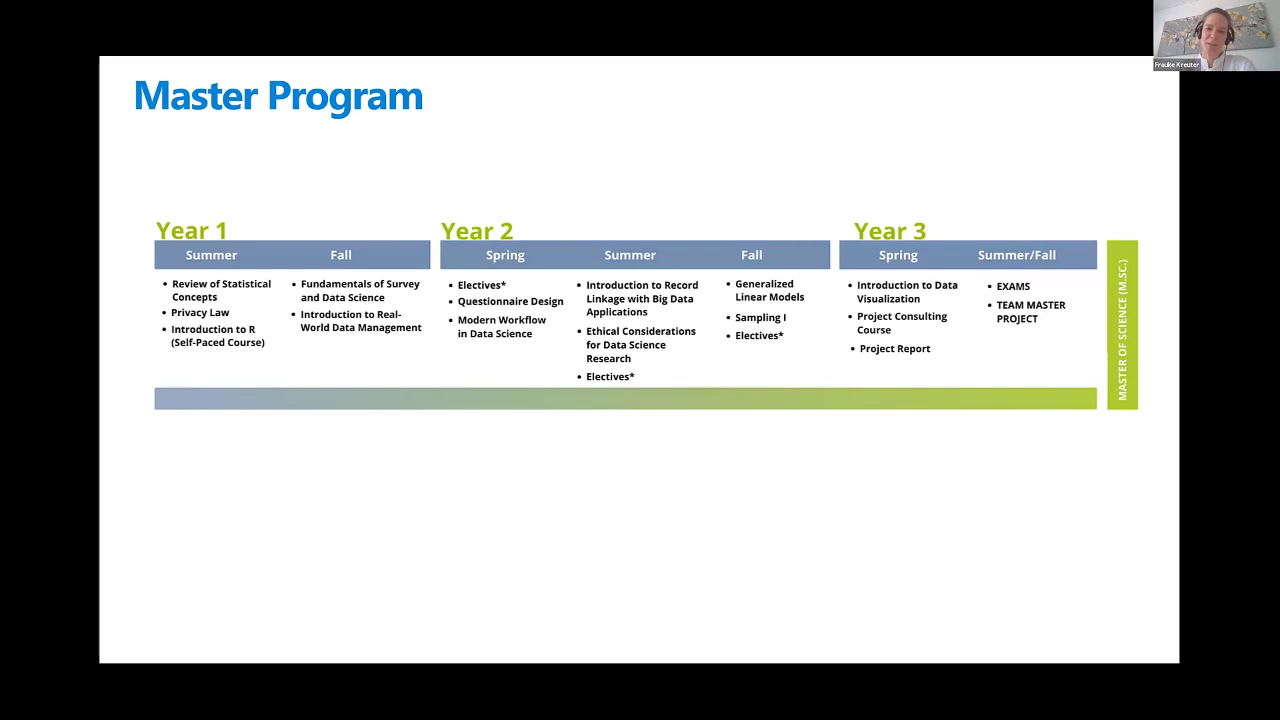 Master Program
Frauke Kreuter
Year 1
Summer
Fall
• Review of Statistical
Concepts
• Privacy Law
• Introduction to R
(Self-Paced Course)
• Fundamentals of Survey
and Data Science
• Introduction to Real-
World Data Management
Year 2
Spring
Summer
Fall
• Electives*
• Questionnaire Design
• Modern Workflow
in Data Science
• Introduction to Record
Linkage with Big Data
Applications
• Ethical Considerations
for Data Science
Research
• Electives*
• Generalized
Linear Models
• Sampling I
• Electives*
Year 3
Spring
Summer/Fall
• Introduction to Data
Visualization
• Project Consulting
Course
• Project Report
• EXAMS
• TEAM MASTER
PROJECT
MASTER OF SCIENCE (M.SC.)